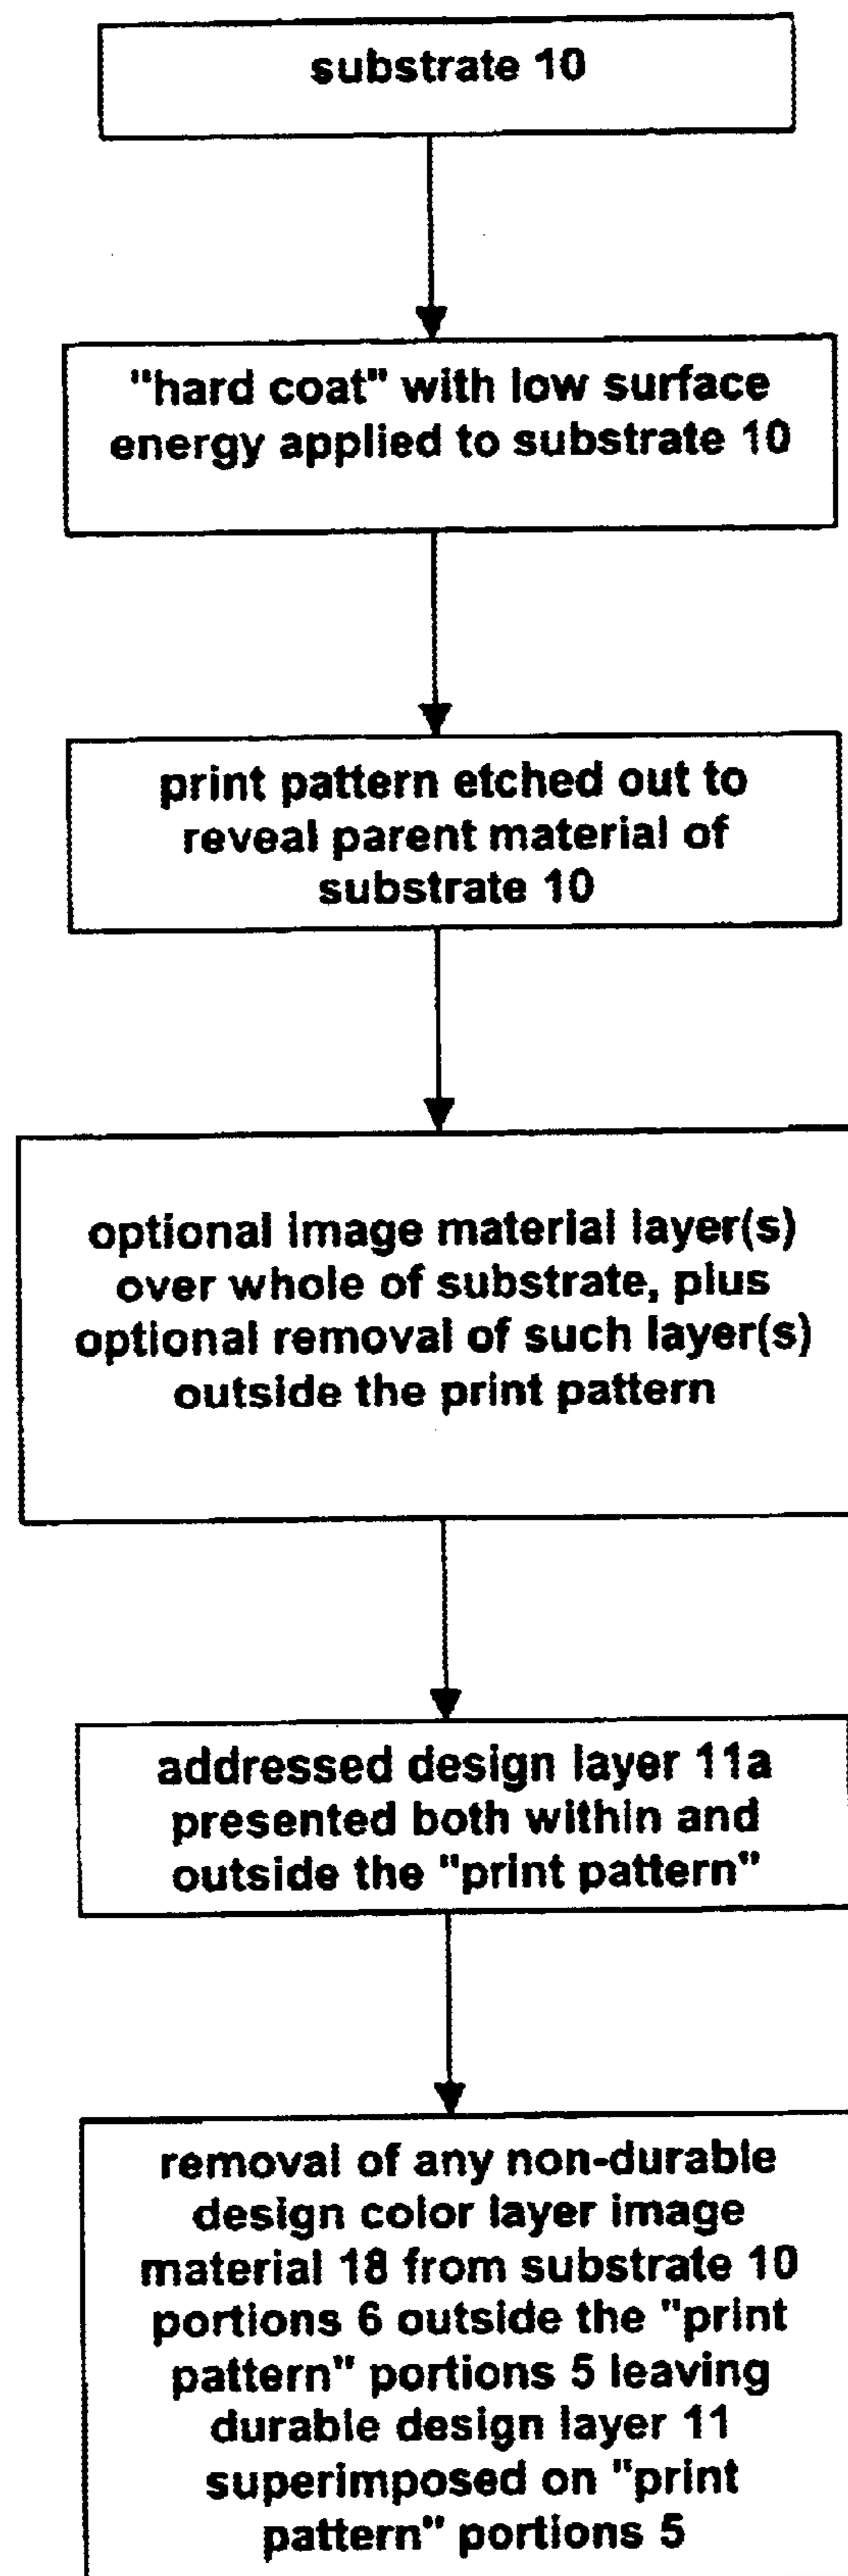 substrate 10
"hard coat" with low surface
energy applied to substrate 10
print pattern etched out to
reveal parent material of
substrate 10
optional image material layer(s)
over whole of substrate, plus
optional removal of such layer(s)
outside the print pattern
addressed design layer 11a
presented both within and
outside the "print pattern"
removal of any non-durable
design color layer image
material 18 from substrate 10
portions 6 outside the "print
pattern" portions 5 leaving
durable design layer 11
superimposed on "print
pattern" portions 5